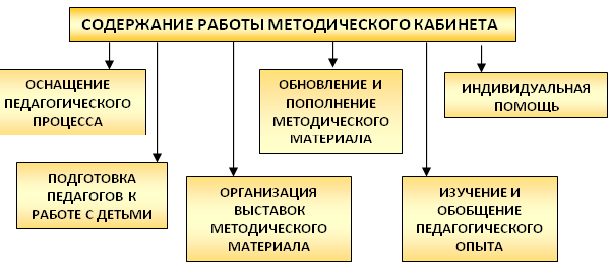 СОДЕРЖАНИЕ РАБОТЫ МЕТОДИЧЕСКОГО КАБИНЕТА
ОСНАЩЕНИЕ
ПЕДАГОГИЧЕСКОГО
ПРОЦЕССА
ОБНОВЛЕНИЕ И
ПОПОЛНЕНИЕ
МЕТОДИЧЕСКОГО
МАТЕРИАЛА
ИНДИВИДУАЛЬНАЯ
ПОМОЩЬ
ПОДГОТОВКА
ПЕДАГОГОВ К
РАБОТЕ С ДЕТЬМИ
ОРГАНИЗАЦИЯ
ВЫСТАВОК
МЕТОДИЧЕСКОГО
МАТЕРИАЛА
ИЗУЧЕНИЕ И
ОБОБЩЕНИЕ
ПЕДАГОГИЧЕСКОГО
ОПЫТА